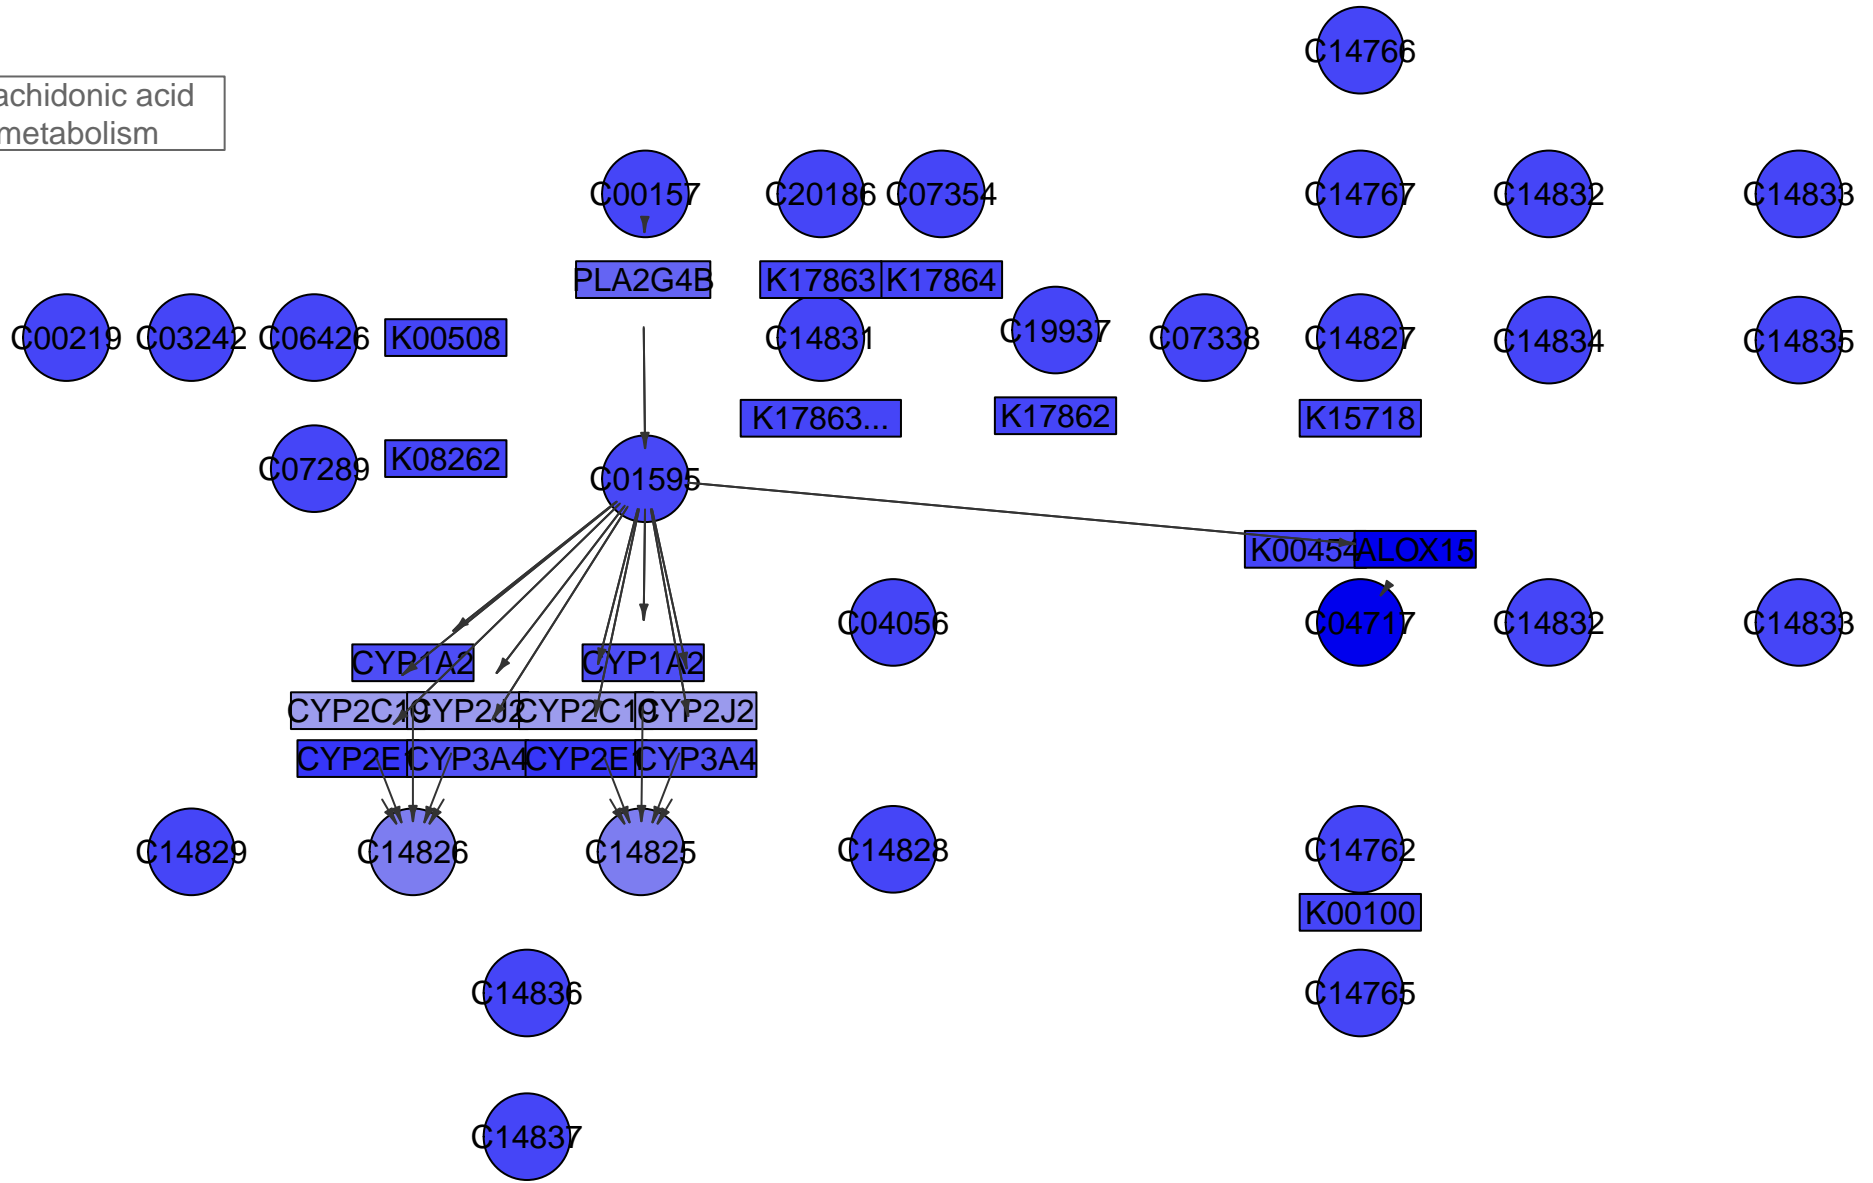 C14766
achidonic acid
metabolism
C00157
C20186
C07354
C14767
C14832
C14833
PLA2G4B
K17863
K17864
C00219
C03242
C06426
K00508
C14831
C19937
C07338
C14827
C14834
C14835
K17863...
K17862
K15718
C07289
K08262
C01595
K00454
ALOX15
C04056
C04717
C14832
C14833
CYP1A2
CYP1A2
CYP2C19
CYP2J2
CYP2C19
CYP2J2
CYP2E1
CYP3A4
CYP2E1
CYP3A4
C14829
C14826
C14825
C14828
C14762
K00100
C14836
C14765
C14837